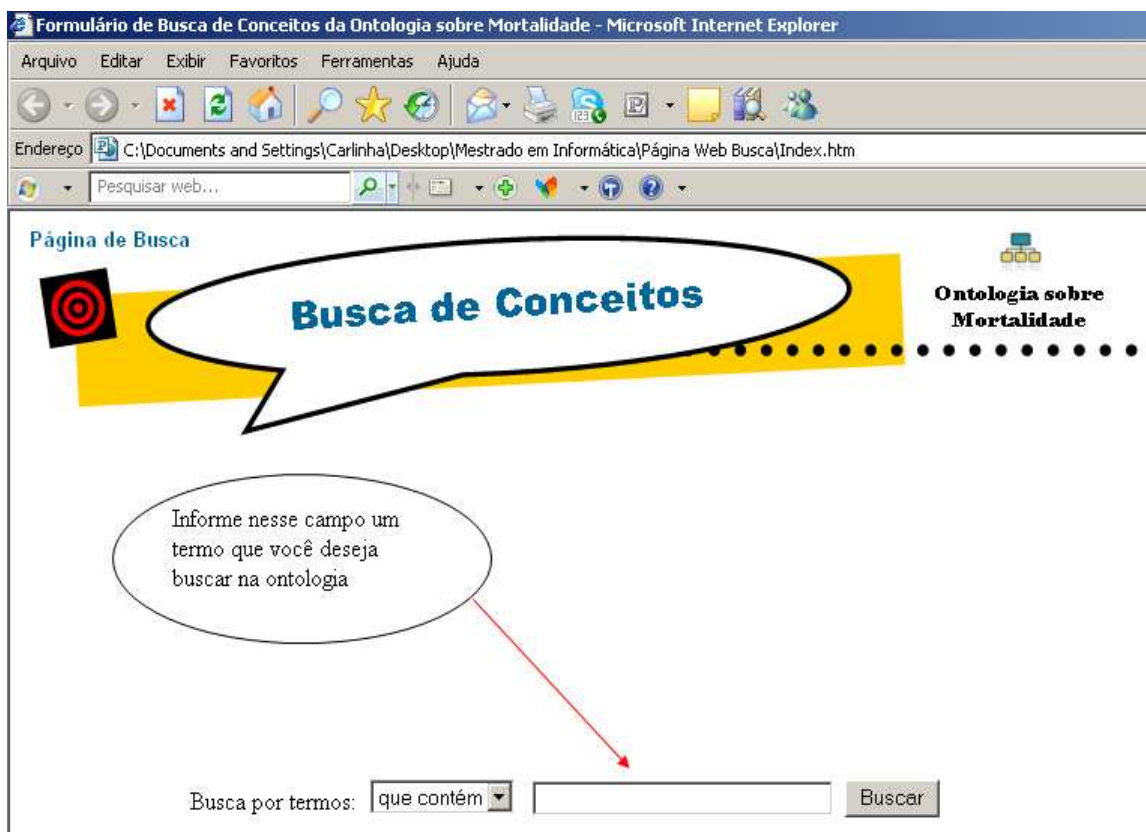 Formulário de Busca de Conceitos da Ontologia sobre Mortalidade - Microsoft Internet Explorer
Arquivo Editar Exibir Favoritos Ferramentas Ajuda
123
Endereço C:\Documents and Settings\Carlinha\Desktop\Mestrado em Informática\Página Web Busca\Index.htm
Pesquisar web...
Página de Busca
Busca de Conceitos
Ontologia sobre
Mortalidade
Informe nesse campo um
termo que você deseja
buscar na ontologia
Busca por termos: que contém Buscar